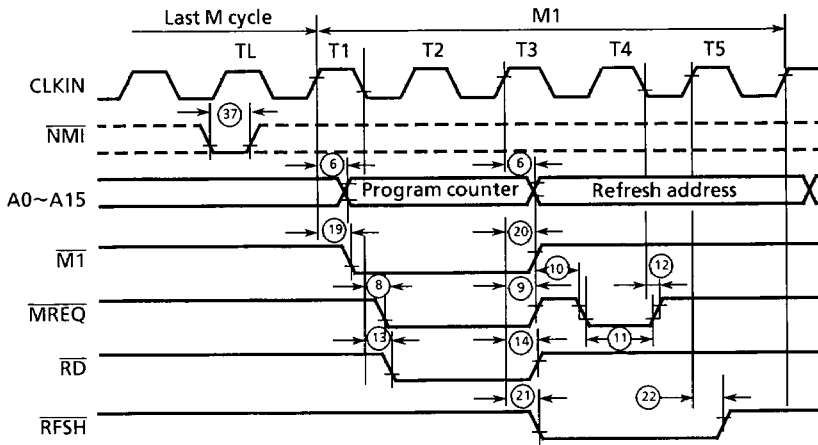 Last M cycle M1
TL T1 T2 T3 T4 T5
CLKIN
NMI 37
6 6
A0~A15 Program counter Refresh address
19 20
M1
10 12
8 9
MREQ
13 14 11
RD
21 22
RFSH